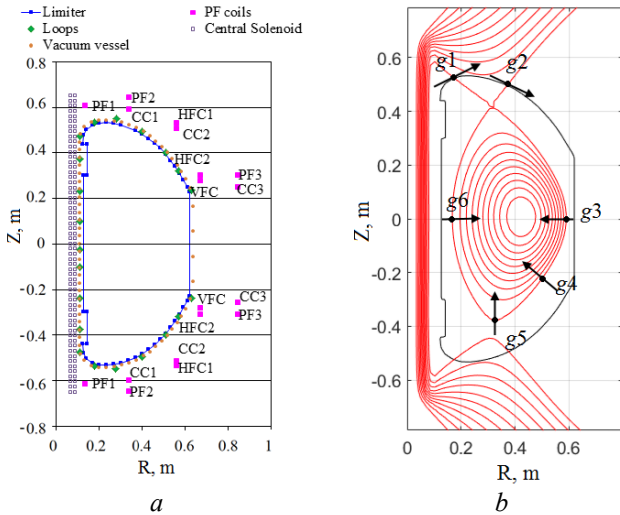 Limiter
Loops
Vacuum vessel
PF coils
Central Solenoid
Z, m
0.8
0.6
0.4
0.2
0
-0.2
-0.4
-0.6
-0.8
PF1
PF2
CC1
HFC1
CC2
HFC2
PF3
VFC
CC3
VFC
CC3
HFC2
PF3
CC2
CC1
HFC1
PF1
PF2
0 0.2 0.4 0.6 0.8 1
R, m
a
Z, m
0.6
0.4
0.2
0
-0.2
-0.4
-0.6
g1
g2
g6
g3
g4
g5
0 0.2 0.4 0.6
R, m
b